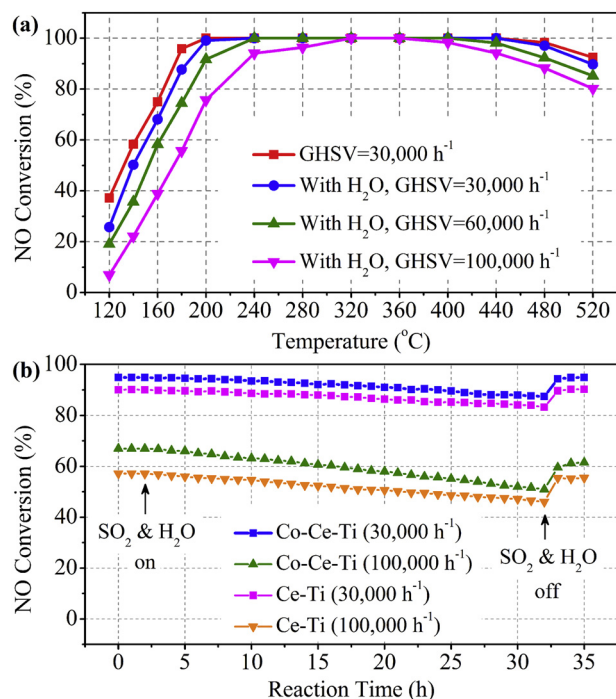 (a)
100
80
60
40
20
0
NO Conversion (%)
GHSV=30,000 h⁻¹
With H₂O, GHSV=30,000 h⁻¹
With H₂O, GHSV=60,000 h⁻¹
With H₂O, GHSV=100,000 h⁻¹
120 160 200 240 280 320 360 400 440 480 520
Temperature (°C)
(b)
100
80
60
40
20
0
NO Conversion (%)
SO₂ & H₂O
on
SO₂ & H₂O
off
Co-Ce-Ti (30,000 h⁻¹)
Co-Ce-Ti (100,000 h⁻¹)
Ce-Ti (30,000 h⁻¹)
Ce-Ti (100,000 h⁻¹)
0 5 10 15 20 25 30 35
Reaction Time (h)